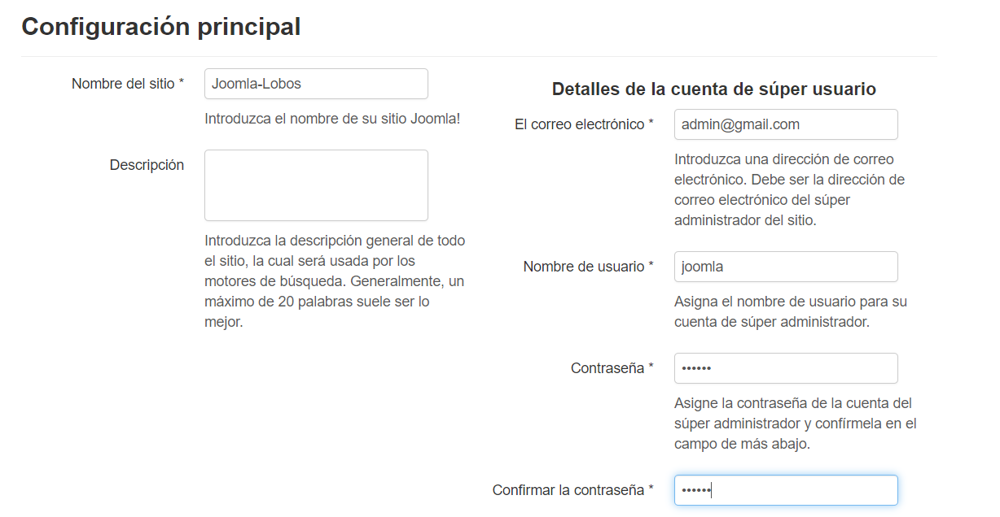 Configuración principal
Nombre del sitio *
Joomla-Lobos
Introduzca el nombre de su sitio Joomla!
Descripción
Introduzca la descripción general de todo
el sitio, la cual será usada por los
motores de búsqueda. Generalmente, un
máximo de 20 palabras suele ser lo
mejor.
Detalles de la cuenta de súper usuario
El correo electrónico *
admin@gmail.com
Introduzca una dirección de correo
electrónico. Debe ser la dirección de
correo electrónico del súper
administrador del sitio.
Nombre de usuario *
joomla
Asigna el nombre de usuario para su
cuenta de súper administrador.
Contraseña *
••••••
Asigne la contraseña de la cuenta del
súper administrador y confírmela en el
campo de más abajo.
Confirmar la contraseña *
••••••